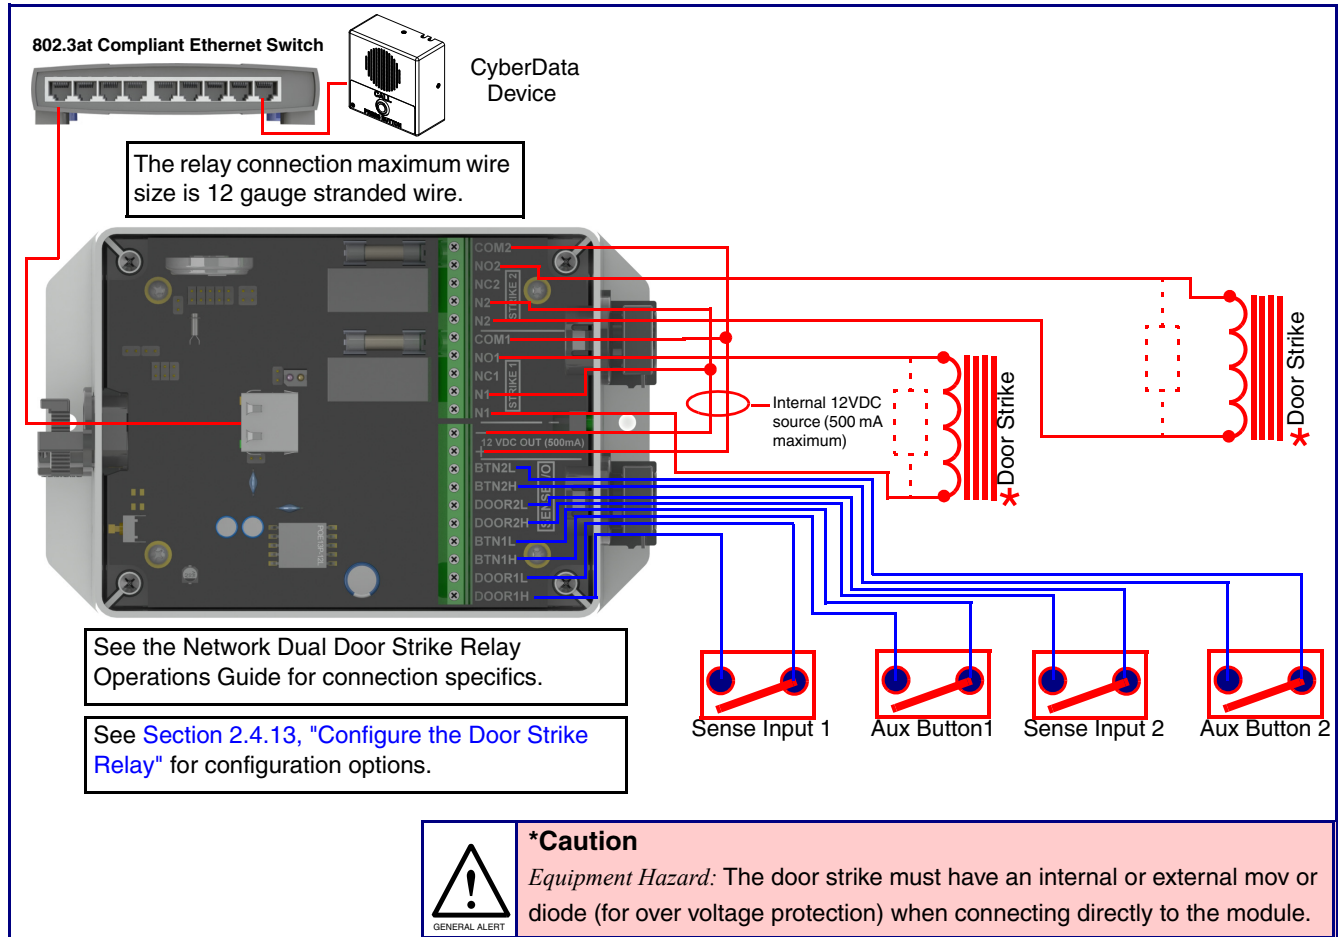 802.3at Compliant Ethernet Switch
CyberData
Device
CALL
The relay connection maximum wire
size is 12 gauge stranded wire.
COM2
NO2
NC2
N2
N2
STRIKE 2
COM1
NO1
NC1
N1
N1
STRIKE 1
12 VDC OUT (500mA)
+
BTN2L
BTN2H
DOOR2L
DOOR2H
BTN1L
BTN1H
DOOR1L
DOOR1H
Internal 12VDC
source (500 mA
maximum)
*Door Strike
*Door Strike
Sense Input 1
Aux Button1
Sense Input 2
Aux Button 2
See the Network Dual Door Strike Relay
Operations Guide for connection specifics.
See Section 2.4.13, "Configure the Door Strike
Relay" for configuration options.
GENERAL ALERT
*Caution
Equipment Hazard: The door strike must have an internal or external mov or
diode (for over voltage protection) when connecting directly to the module.